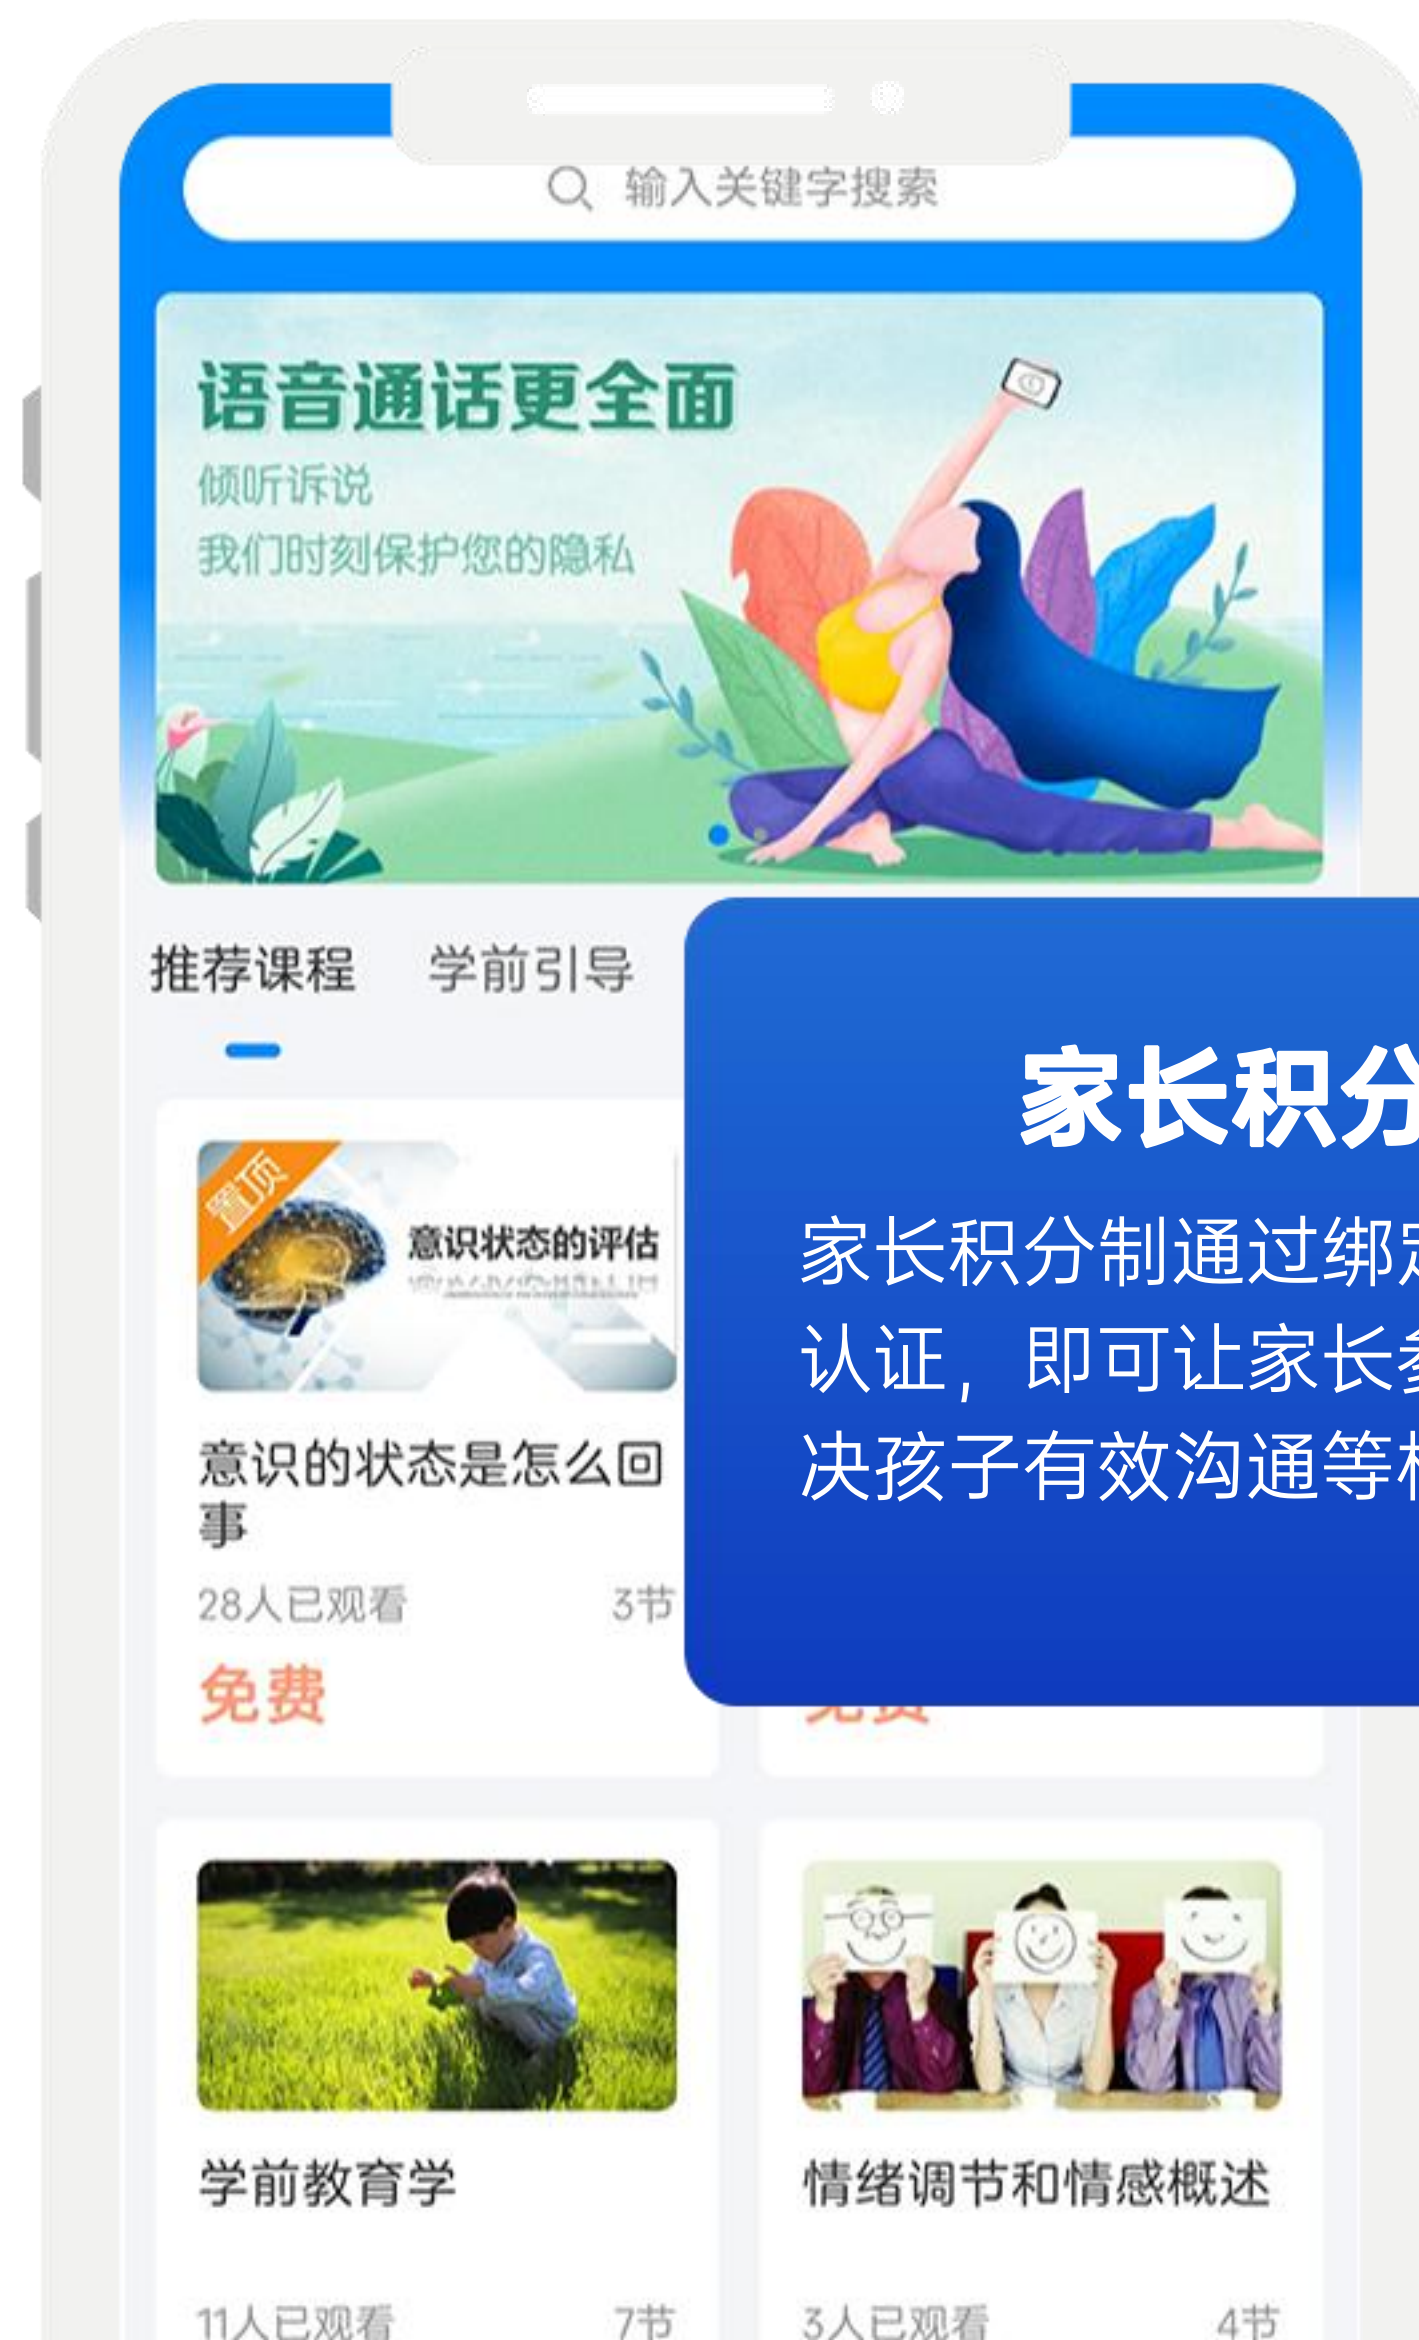 输入关键字搜索
语音通话更全面
倾听诉说
我们时刻保护您的隐私
推荐课程
学前引导
家长积分
家长积分制通过绑定
认证，即可让家长参
决孩子有效沟通等相
置顶
意识状态的评估
意识的状态是怎么回
事
28人已观看
3节
免费
免费
学前教育学
11人已观看
7节
情绪调节和情感概述
3人已观看
4节